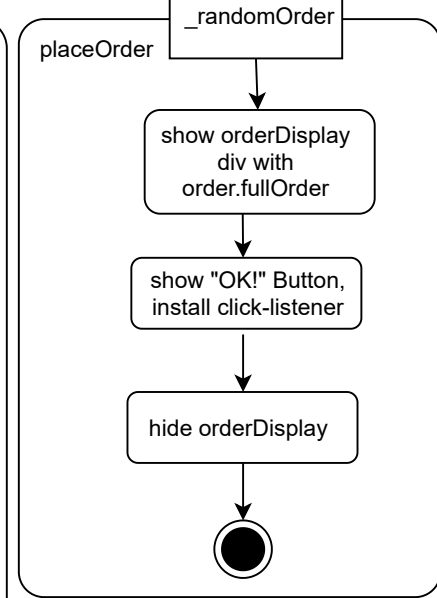 _randomOrder
placeOrder
show orderDisplay
div with
order.fullOrder
show "OK!" Button,
install click-listener
hide orderDisplay